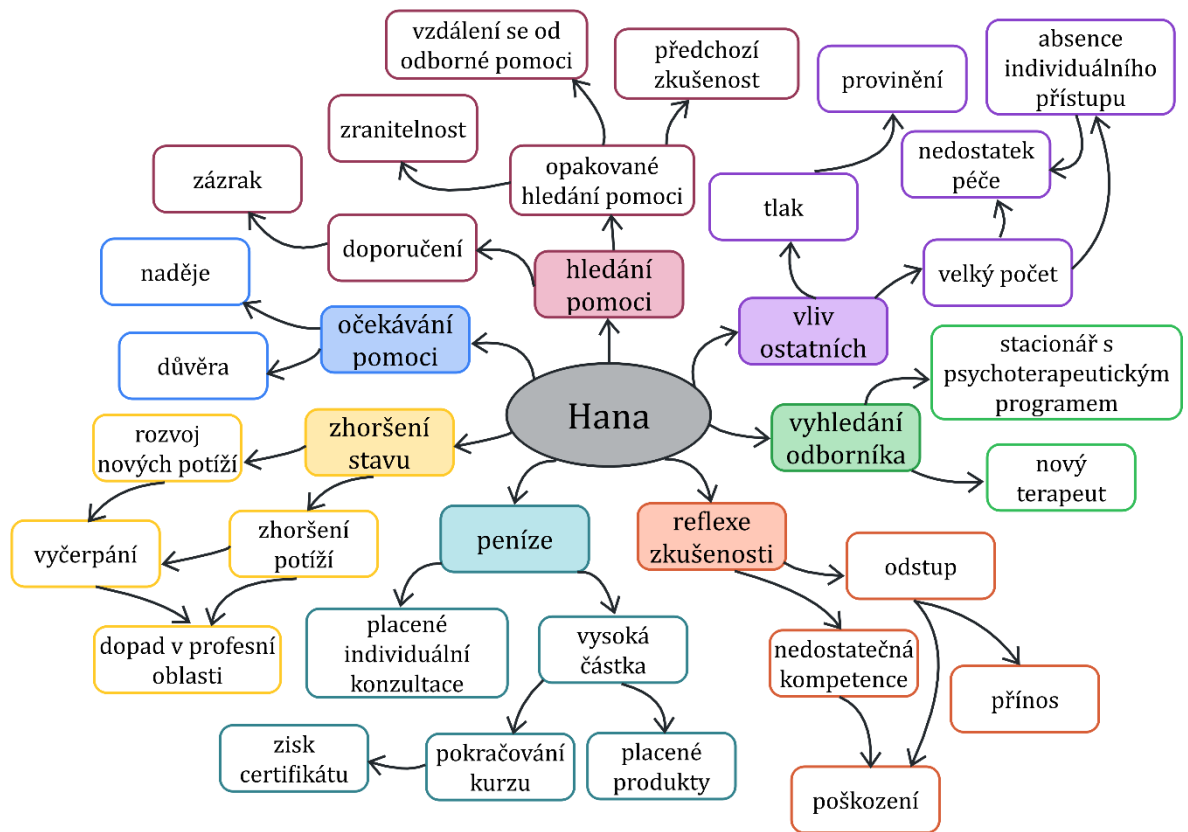 vzdálení se od
odborné pomoci
předchozí
zkušenost
absence
individuálního
přístupu
provinění
zranitelnost
opakované
hledání pomoci
nedostatek
péče
zázrak
tlak
doporučení
naděje
hledání
pomoci
velký počet
očekávání
pomoci
vliv
ostatních
důvěra
stacionář s
psychoterapeutickým
programem
Hana
rozvoj
nových potíží
zhoršení
stavu
vyhledání
odborníka
nový
terapeut
vyčerpání
zhoršení
potíží
peníze
reflexe
zkušenosti
odstup
dopad v profesní
oblasti
placené
individuální
konzultace
vysoká
částka
nedostatečná
kompetence
přínos
zisk
certifikátu
pokračování
kurzu
placené
produkty
poškození